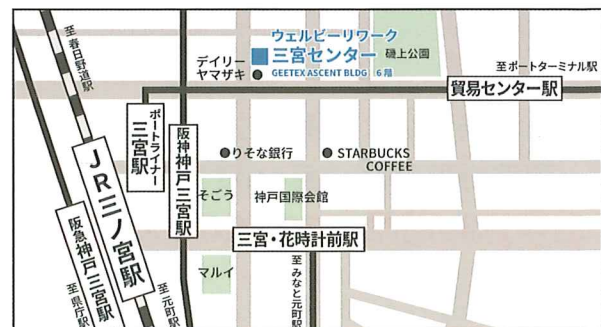 至春日野道駅
ウェルビーリワーク
三宮センター
GEETEX ASCENT BLDG 6階
デイリー
ヤマザキ
磯上公園
至ポートターミナル駅
貿易センター駅
ポートライナー
三宮駅
阪神神戸三宮駅
JR三ノ宮駅
阪急神戸三宮駅
りそな銀行
STARBUCKS
COFFEE
そごう
神戸国際会館
三宮・花時計前駅
マルイ
至県庁駅
至元町駅
至みなと元町駅